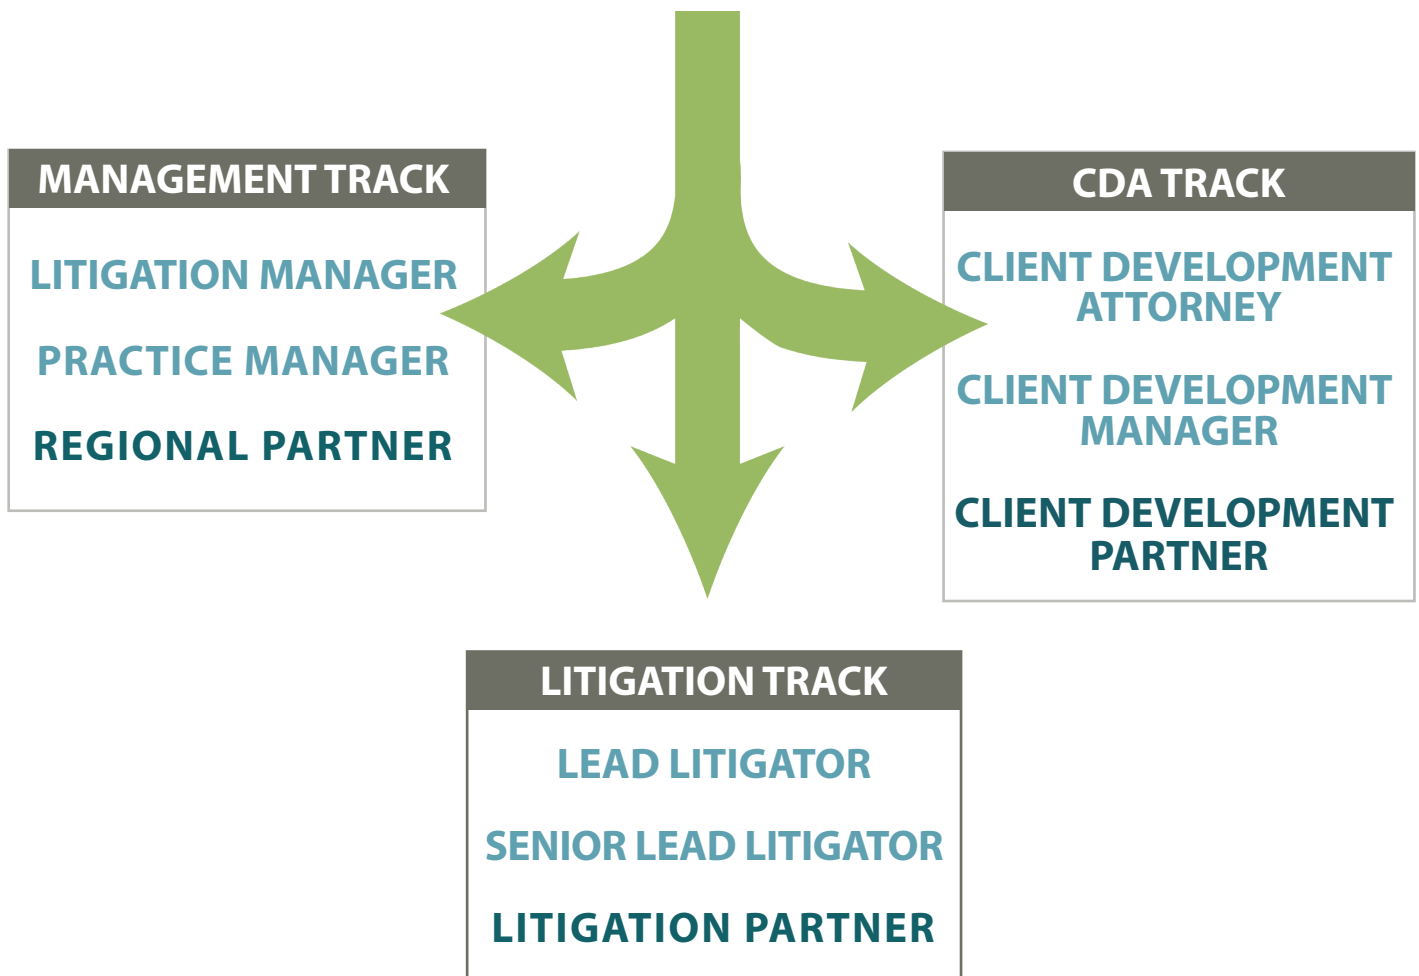 MANAGEMENT TRACK
LITIGATION MANAGER
PRACTICE MANAGER
REGIONAL PARTNER
CDA TRACK
CLIENT DEVELOPMENT
ATTORNEY
CLIENT DEVELOPMENT
MANAGER
CLIENT DEVELOPMENT
PARTNER
LITIGATION TRACK
LEAD LITIGATOR
SENIOR LEAD LITIGATOR
LITIGATION PARTNER